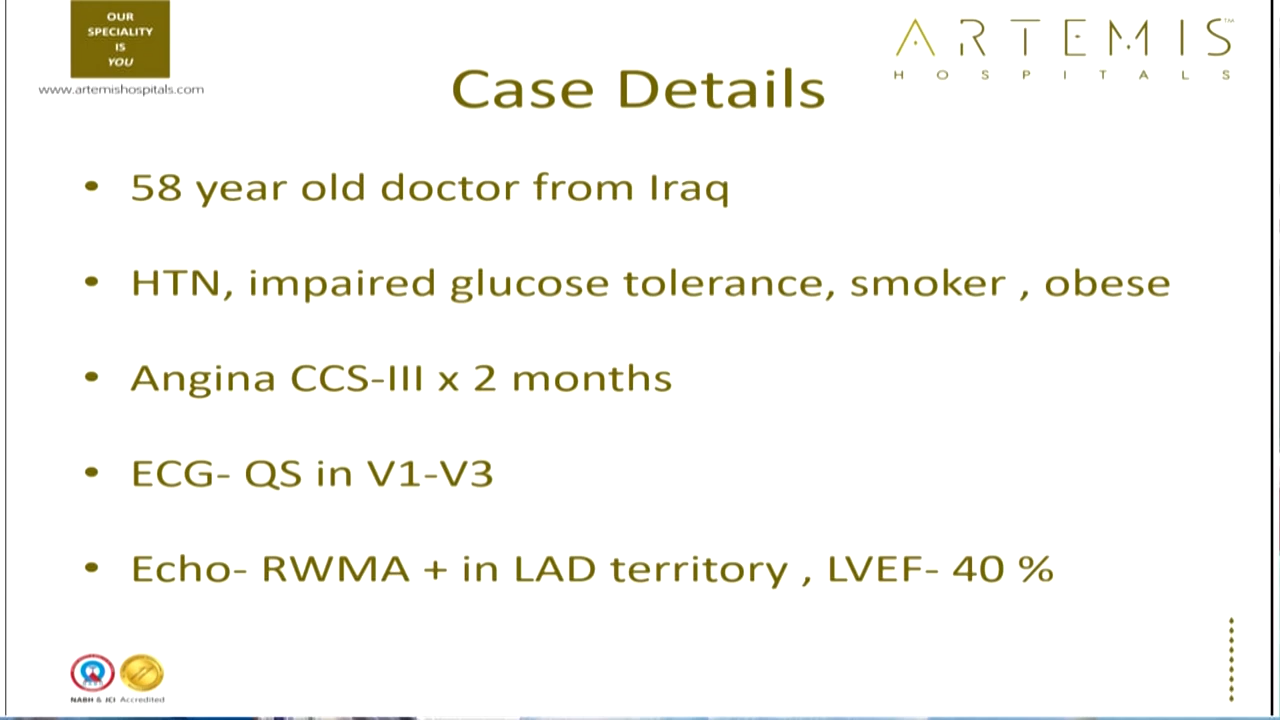 OUR
SPECIALITY
IS
YOU
www.artemishospitals.com
ARTEMIS™
HOSPITALS
Case Details
• 58 year old doctor from Iraq
• HTN, impaired glucose tolerance, smoker , obese
• Angina CCS-III x 2 months
• ECG- QS in V1-V3
• Echo- RWMA + in LAD territory , LVEF- 40 %
NABH & JCI Accredited